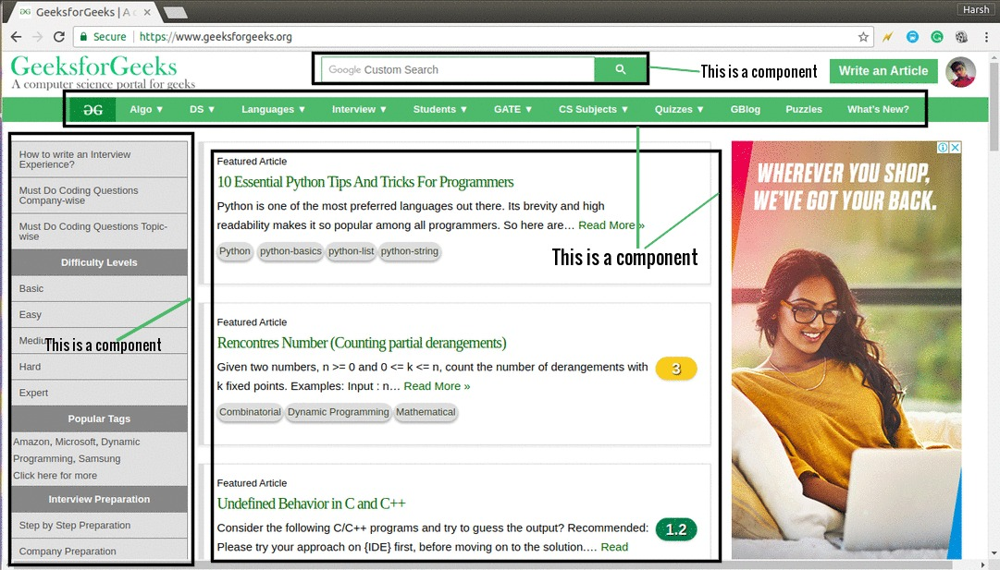 GeeksforGeeks | A c
Harsh
Secure
https://www.geeksforgeeks.org
GeeksforGeeks
A computer science portal for geeks
Google Custom Search
This is a component
Write an Article
Algo ▼ DS ▼ Languages ▼ Interview ▼ Students ▼ GATE ▼ CS Subjects ▼ Quizzes ▼ GBlog Puzzles What's New?
How to write an Interview
Experience?
Must Do Coding Questions
Company-wise
Must Do Coding Questions Topic-
wise
Difficulty Levels
Basic
Easy
Mediu
This is a component
Hard
Expert
Popular Tags
Amazon, Microsoft, Dynamic
Programming, Samsung
Click here for more
Interview Preparation
Step by Step Preparation
Company Preparation
Featured Article
10 Essential Python Tips And Tricks For Programmers
Python is one of the most preferred languages out there. Its brevity and high
readability makes it so popular among all programmers. So here are… Read More »
Python python-basics python-list python-string
This is a component
Featured Article
Rencontres Number (Counting partial derangements)
Given two numbers, n >= 0 and 0 <= k <= n, count the number of derangements with
k fixed points. Examples: Input : n… Read More »
3
Combinatorial Dynamic Programming Mathematical
Featured Article
Undefined Behavior in C and C++
Consider the following C/C++ programs and try to guess the output? Recommended:
Please try your approach on {IDE} first, before moving on to the solution.… Read
1.2
WHEREVER YOU SHOP,
WE'VE GOT YOUR BACK.